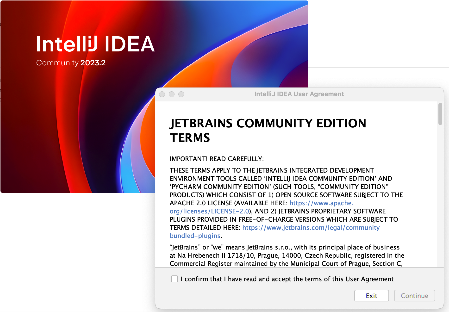 IntelliJ IDEA
Community 2023.2
IntelliJ IDEA User Agreement
JETBRAINS COMMUNITY EDITION
TERMS
IMPORTANT! READ CAREFULLY:
THESE TERMS APPLY TO THE JETBRAINS INTEGRATED DEVELOPMENT
ENVIRONMENT TOOLS CALLED 'INTELLIJ IDEA COMMUNITY EDITION' AND
'PYCHARM COMMUNITY EDITION' (SUCH TOOLS, "COMMUNITY EDITION"
PRODUCTS) WHICH CONSIST OF 1) OPEN SOURCE SOFTWARE SUBJECT TO THE
APACHE 2.0 LICENSE (AVAILABLE HERE: https://www.apache.
org/licenses/LICENSE-2.0), AND 2) JETBRAINS PROPRIETARY SOFTWARE
PLUGINS PROVIDED IN FREE-OF-CHARGE VERSIONS WHICH ARE SUBJECT TO
TERMS DETAILED HERE: https://www.jetbrains.com/legal/community-
bundled-plugins.
"JetBrains" or "we" means JetBrains s.r.o., with its principal place of business
at Na Hrebenech II 1718/10, Prague, 14000, Czech Republic, registered in the
Commercial Register maintained by the Municipal Court of Prague, Section C,
I confirm that I have read and accept the terms of this User Agreement
Exit
Continue